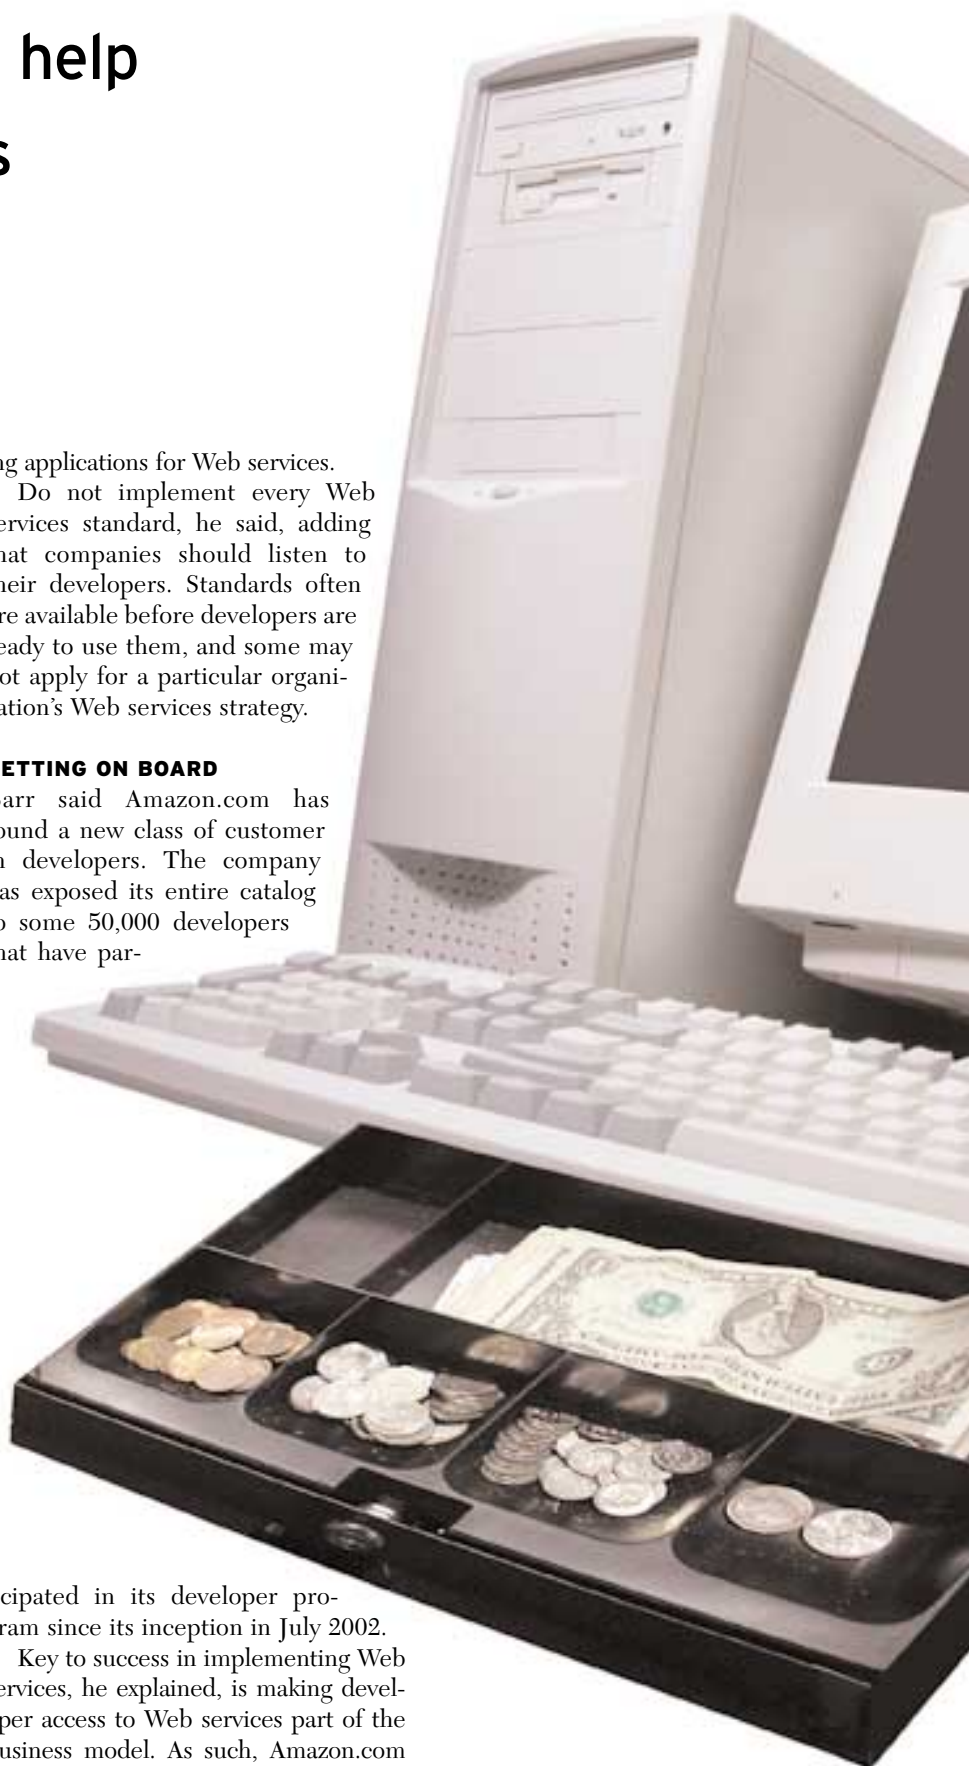 help
s
ng applications for Web services.
Do not implement every Web
ervices standard, he said, adding
hat companies should listen to
heir developers. Standards often
re available before developers are
eady to use them, and some may
ot apply for a particular organi-
ation's Web services strategy.
ETTING ON BOARD
arr said Amazon.com has
ound a new class of customer
n developers. The company
as exposed its entire catalog
o some 50,000 developers
hat have par-
cipated in its developer pro-
ram since its inception in July 2002.
Key to success in implementing Web
ervices, he explained, is making devel-
per access to Web services part of the
usiness model. As such, Amazon.com